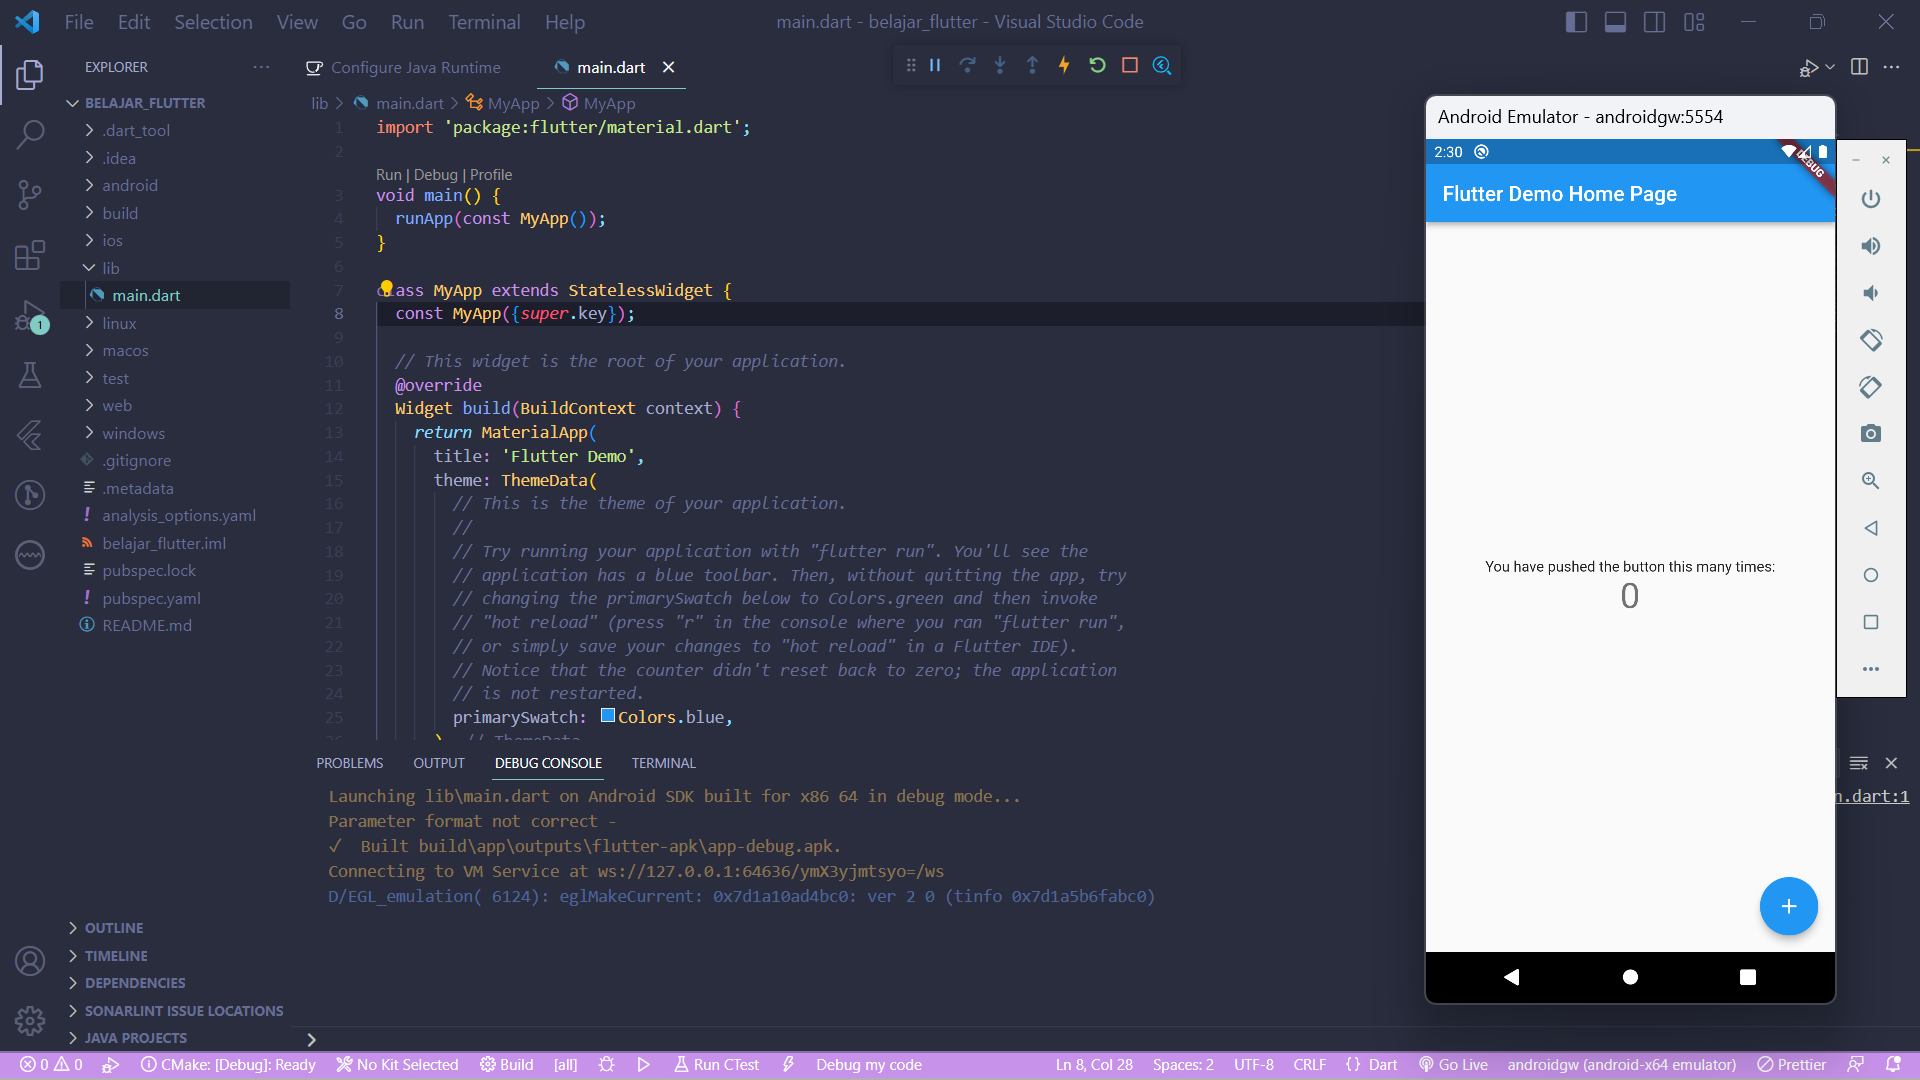 File Edit Selection View Go Run Terminal Help
main.dart - belajar_flutter - Visual Studio Code
EXPLORER
BELAJAR_FLUTTER
.dart_tool
.idea
android
build
ios
lib
main.dart
linux
macos
test
web
windows
.gitignore
.metadata
analysis_options.yaml
belajar_flutter.iml
pubspec.lock
pubspec.yaml
README.md
OUTLINE
TIMELINE
DEPENDENCIES
SONARLINT ISSUE LOCATIONS
JAVA PROJECTS
1
Configure Java Runtime
main.dart
lib > main.dart > MyApp > MyApp
1 import 'package:flutter/material.dart';
2
Run | Debug | Profile
3 void main() {
4 runApp(const MyApp());
5 }
6
7 class MyApp extends StatelessWidget {
8 const MyApp({super.key});
9
10 // This widget is the root of your application.
11 @override
12 Widget build(BuildContext context) {
13 return MaterialApp(
14 title: 'Flutter Demo',
15 theme: ThemeData(
16 // This is the theme of your application.
17 //
18 // Try running your application with "flutter run". You'll see the
19 // application has a blue toolbar. Then, without quitting the app, try
20 // changing the primarySwatch below to Colors.green and then invoke
21 // "hot reload" (press "r" in the console where you ran "flutter run",
22 // or simply save your changes to "hot reload" in a Flutter IDE).
23 // Notice that the counter didn't reset back to zero; the application
24 // is not restarted.
25 primarySwatch: Colors.blue,
26 ), // ThemeData
PROBLEMS OUTPUT DEBUG CONSOLE TERMINAL
Launching lib\main.dart on Android SDK built for x86 64 in debug mode...
n.dart:1
Parameter format not correct -
✓ Built build\app\outputs\flutter-apk\app-debug.apk.
Connecting to VM Service at ws://127.0.0.1:64636/ymX3yjmtsyo=/ws
D/EGL_emulation( 6124): eglMakeCurrent: 0x7d1a10ad4bc0: ver 2 0 (tinfo 0x7d1a5b6fabc0)
Android Emulator - androidgw:5554
2:30
DEBUG
Flutter Demo Home Page
You have pushed the button this many times:
0
0 0 CMake: [Debug]: Ready No Kit Selected Build [all] Run CTest Debug my code Ln 8, Col 28 Spaces: 2 UTF-8 CRLF {} Dart Go Live androidgw (android-x64 emulator) Prettier